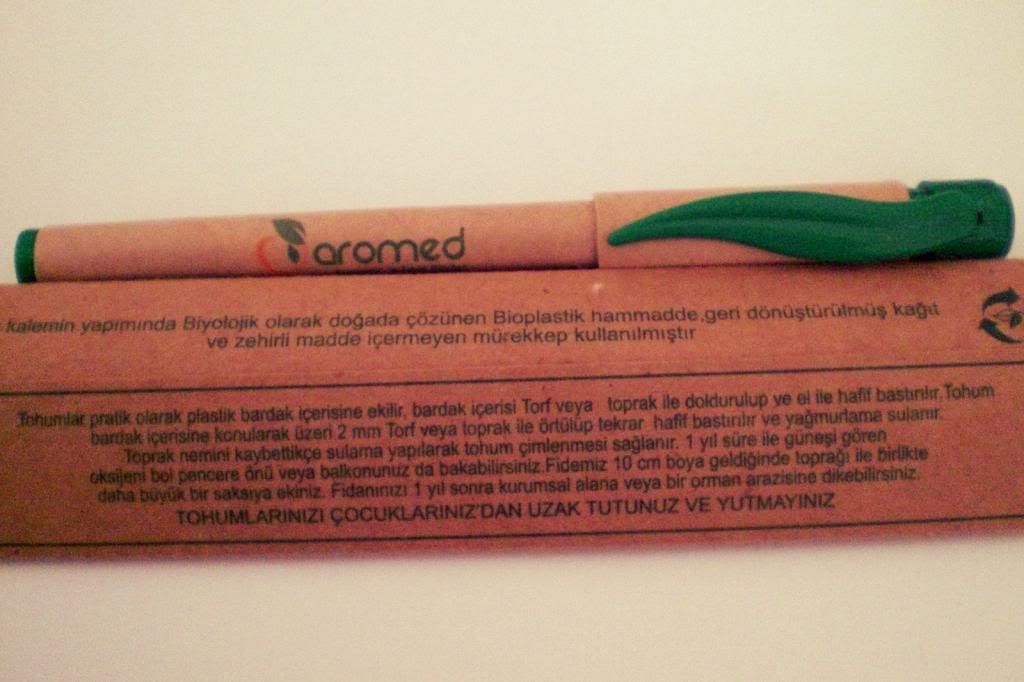 aromed
kalemin yapımında Biyolojik olarak doğada çözünen Bioplastik hammadde,geri dönüştürülmüş kağıt
ve zehirli madde içermeyen mürekkep kullanılmıştır
Tohumlar pratik olarak plastik bardak içerisine ekilir, bardak içerisi Torf veya toprak ile doldurulup ve el ile hafif bastırılır,Tohum
bardak içerisine konularak üzeri 2 mm Torf veya toprak ile örtülüp tekrar hafif bastırılır ve yağmurlama sulanır.
Toprak nemini kaybettikçe sulama yapılarak tohum çimlenmesi sağlanır. 1 yıl süre ile güneşi gören
oksijeni bol pencere önü veya balkonunuz da bakabilirsiniz.Fidemiz 10 cm boya geldiğinde toprağı ile birlikte
daha büyük bir saksıya ekiniz. Fidanınızı 1 yıl sonra kurumsal alana veya bir orman arazisine dikebilirsiniz.
TOHUMLARINIZI ÇOCUKLARINIZ'DAN UZAK TUTUNUZ VE YUTMAYINIZ